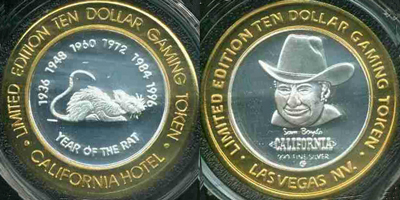 LIMITED EDITION TEN DOLLAR GAMING TOKEN
1936 1948 1960 1972 1984 1996
YEAR OF THE RAT
• CALIFORNIA HOTEL •
LIMITED EDITION TEN DOLLAR GAMING TOKEN
Sam Boyd's
CALIFORNIA
.999 FINE SILVER
• LAS VEGAS NV. •